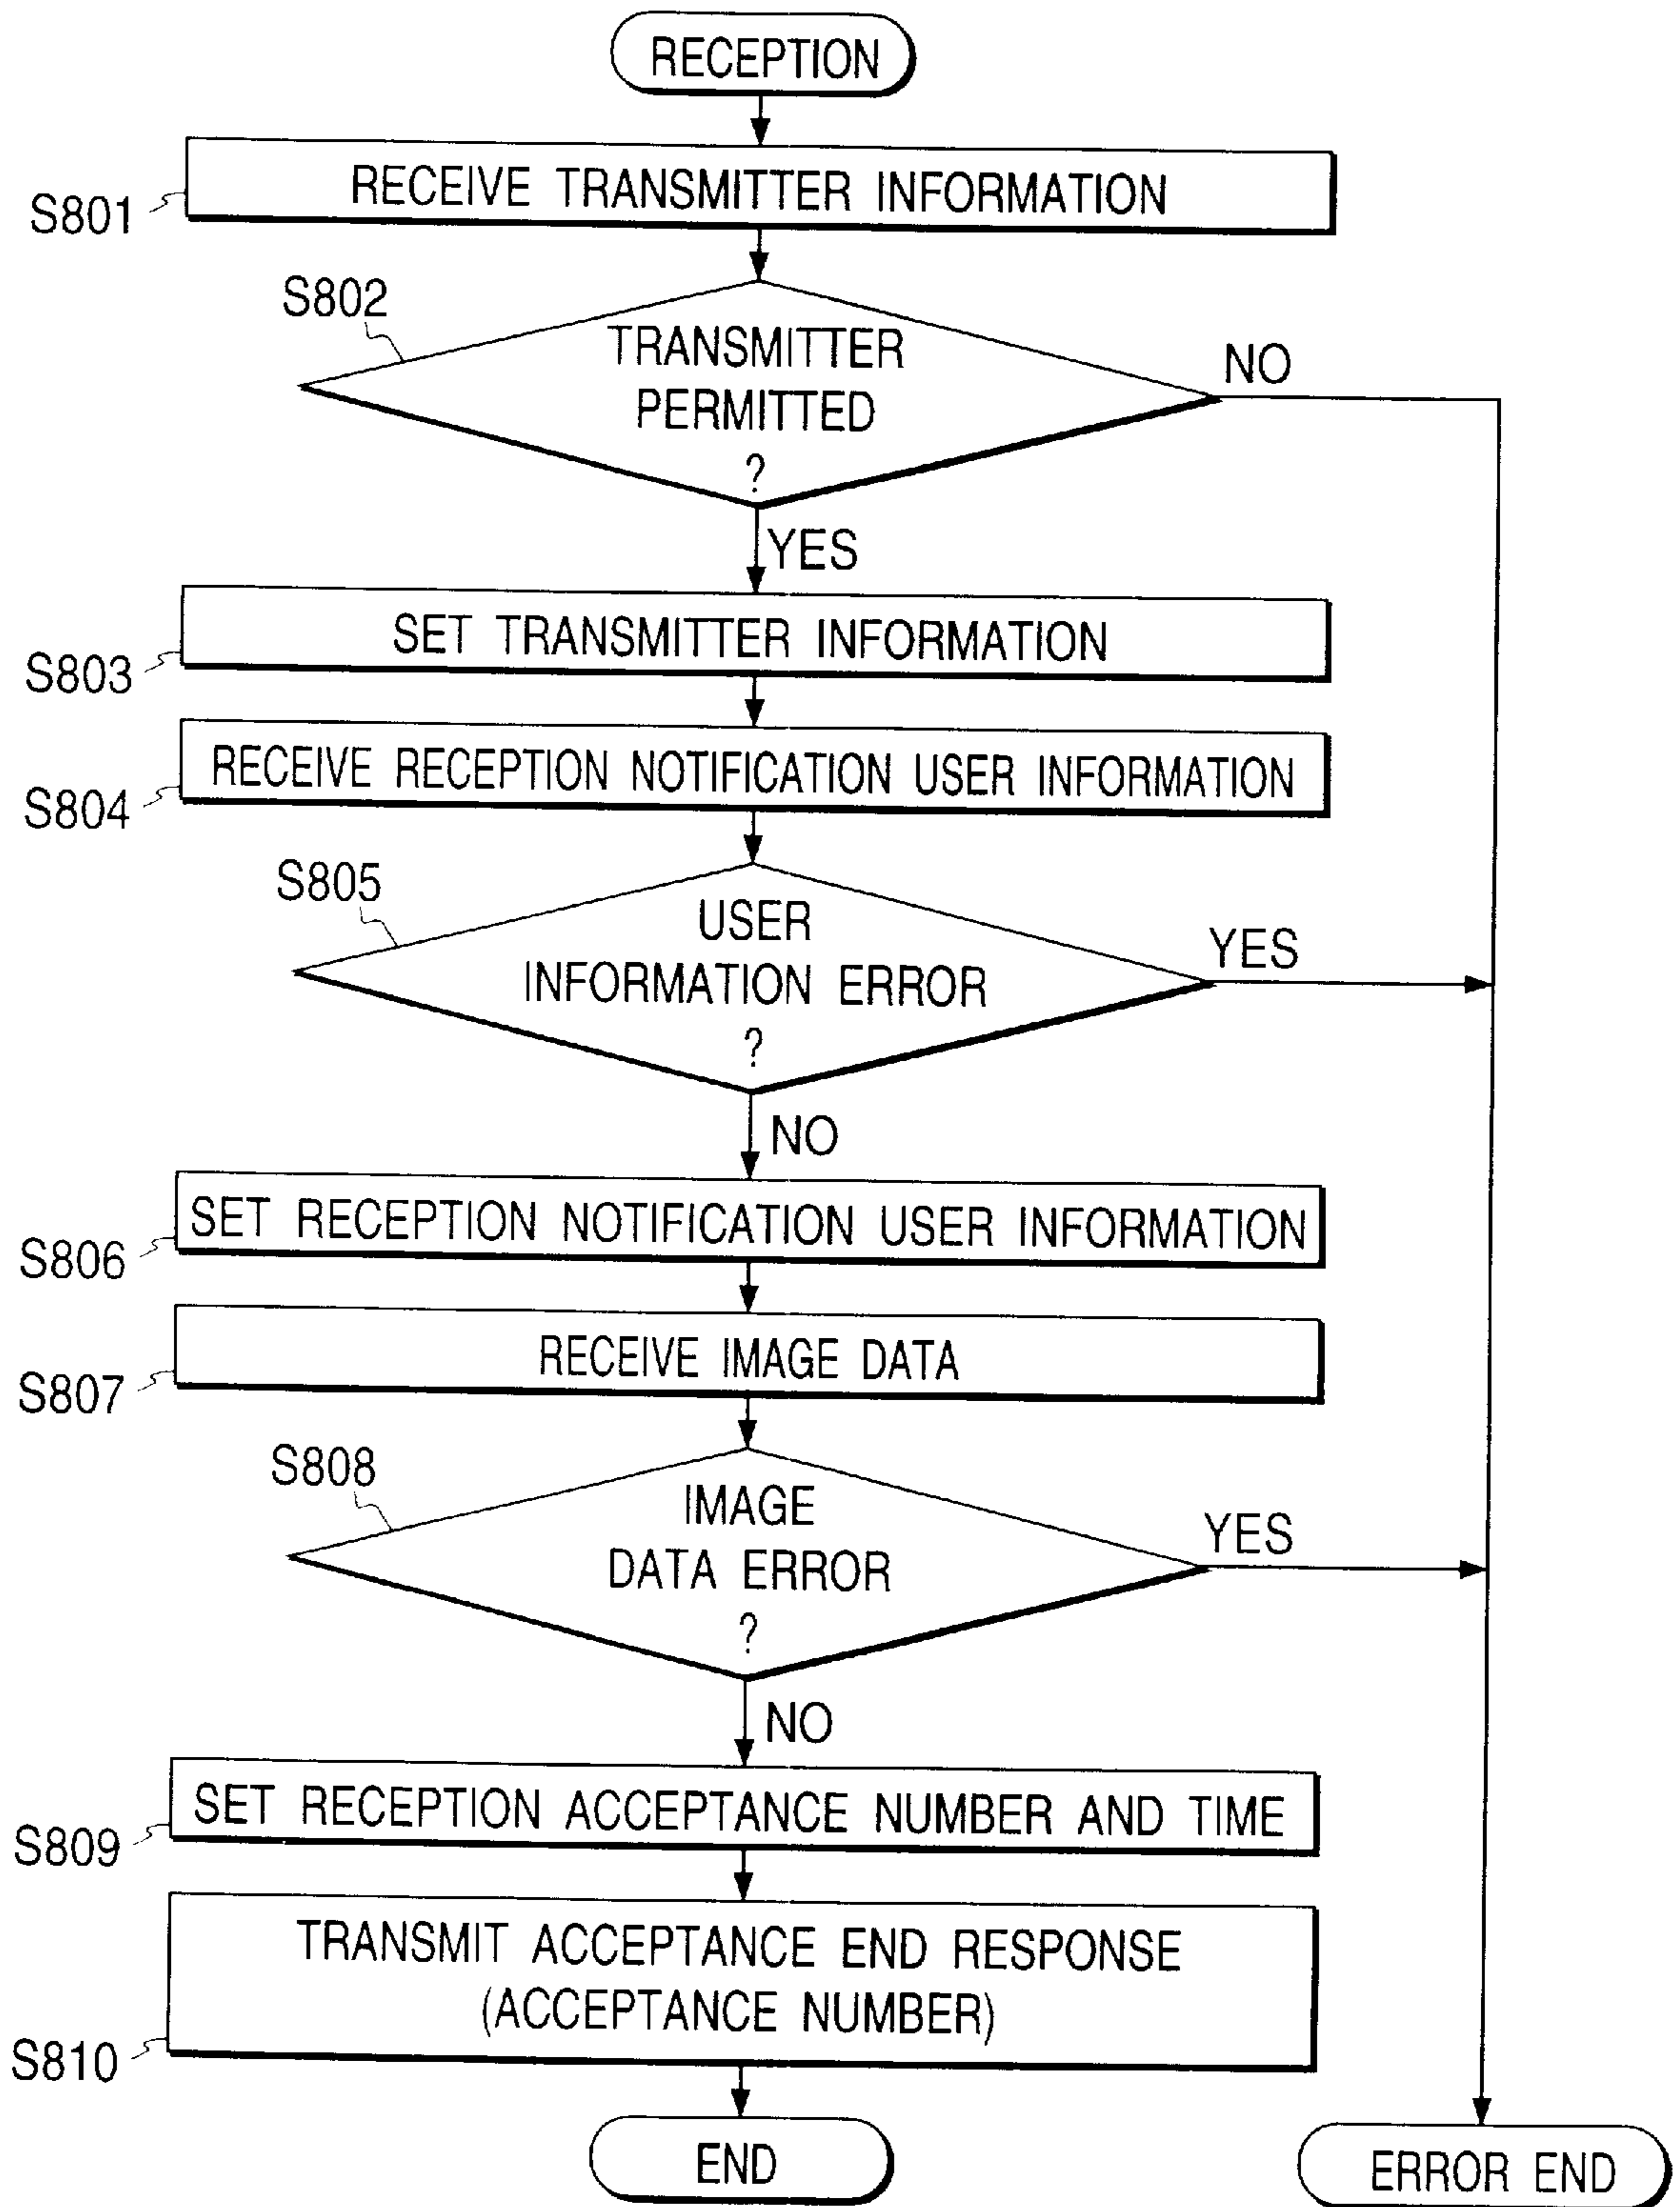 RECEPTION
RECEIVE TRANSMITTER INFORMATION
S801
S802
TRANSMITTER
PERMITTED
?
NO
YES
SET TRANSMITTER INFORMATION
S803
RECEIVE RECEPTION NOTIFICATION USER INFORMATION
S804
S805
USER
INFORMATION ERROR
?
YES
NO
SET RECEPTION NOTIFICATION USER INFORMATION
S806
RECEIVE IMAGE DATA
S807
S808
IMAGE
DATA ERROR
?
YES
NO
SET RECEPTION ACCEPTANCE NUMBER AND TIME
S809
TRANSMIT ACCEPTANCE END RESPONSE
(ACCEPTANCE NUMBER)
S810
END
ERROR END